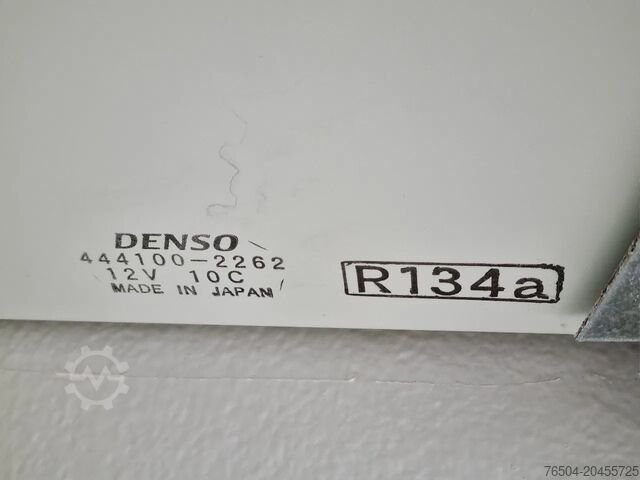 DENSO
444100-2262
12V 10C
MADE IN JAPAN
R134a
76504-20455725